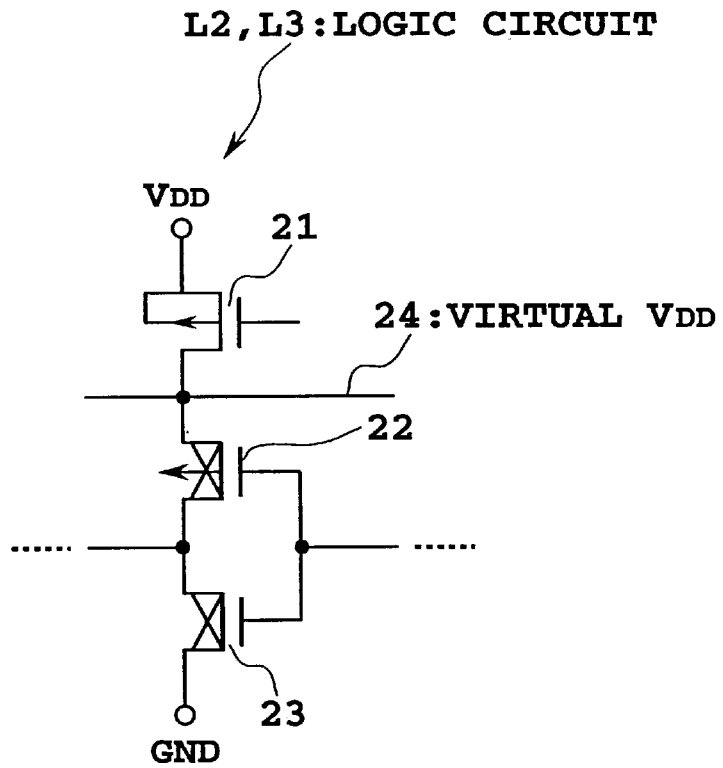 L2,L3:LOGIC CIRCUIT
VDD
21
24:VIRTUAL VDD
22
23
GND